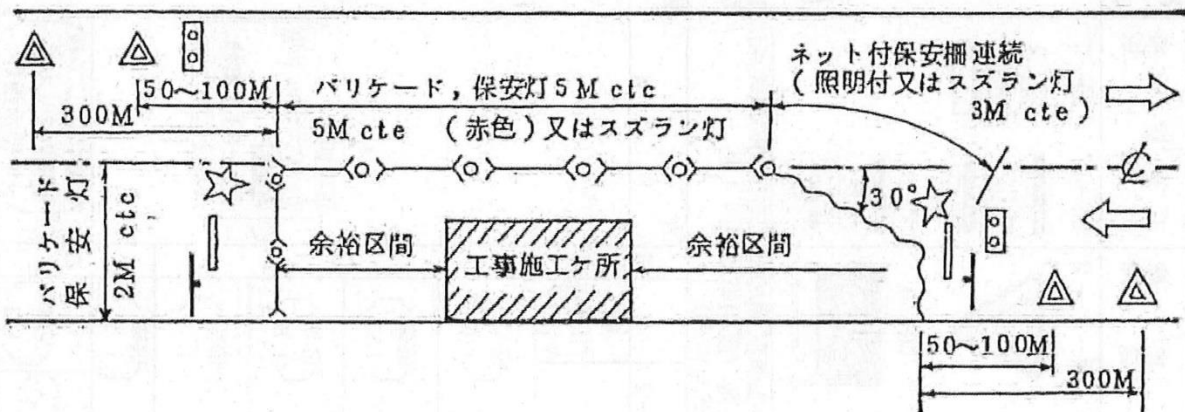 50～100M
300M
バリケード，保安灯5M ctc
5M cte （赤色）又はスズラン灯
ネット付保安柵連続
（照明付又はスズラン灯
3M cte）
バリケード
保安灯
2M ctc
余裕区間
工事施工ケ所
余裕区間
30°
50～100M
300M